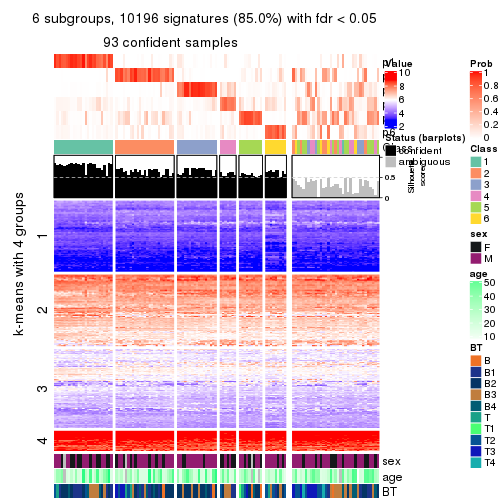 6 subgroups, 10196 signatures (85.0%) with fdr < 0.05
93 confident samples
k-means with 4 groups
1
2
3
4
Value
10
8
6
4
2
Status (barplots)
confident
ambiguous
1
0.5
0
Silhouette
score
sex
age
BT
Prob
1
0.8
0.6
0.4
0.2
0
Class
1
2
3
4
5
6
sex
F
M
age
50
40
30
20
10
BT
B
B1
B2
B3
B4
T
T1
T2
T3
T4